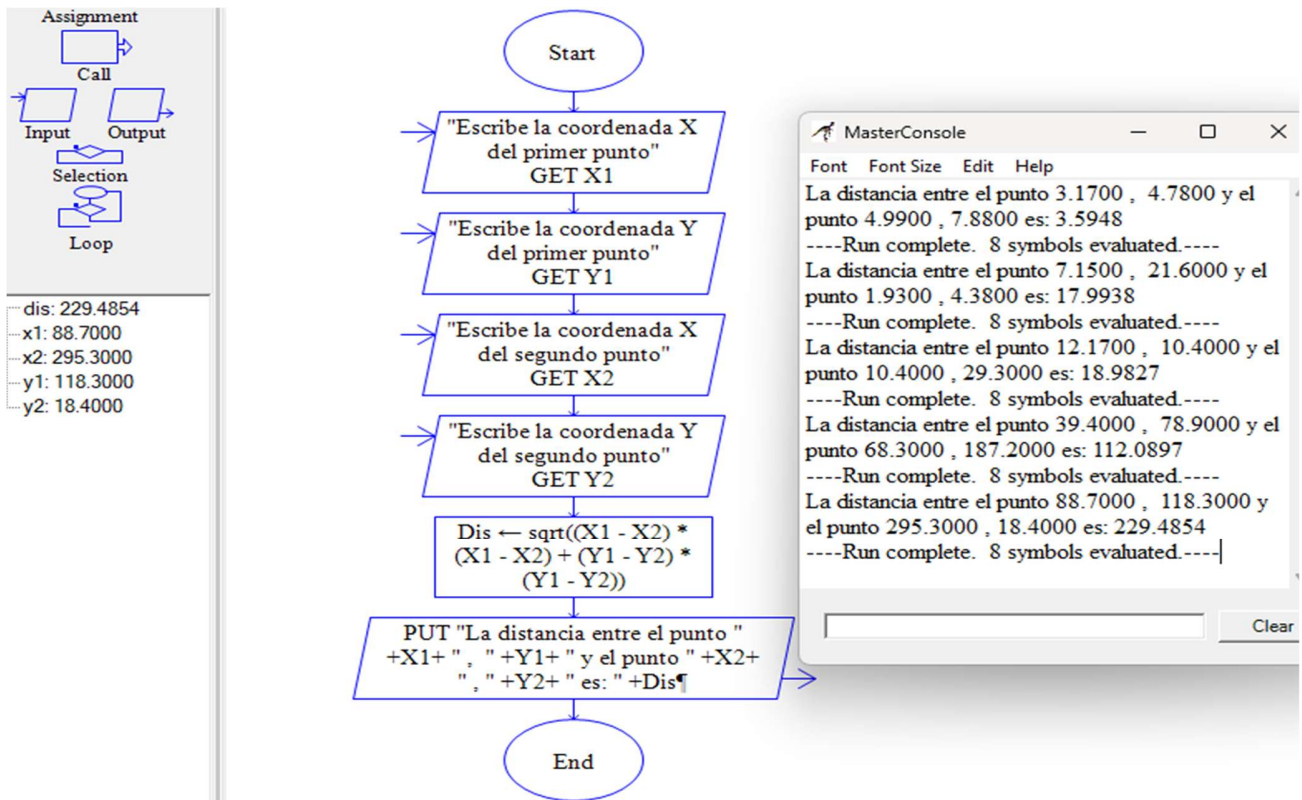 Assignment
Call
Input Output
Selection
Loop
dis: 229.4854
x1: 88.7000
x2: 295.3000
y1: 118.3000
y2: 18.4000
Start
"Escribe la coordenada X
del primer punto"
GET X1
"Escribe la coordenada Y
del primer punto"
GET Y1
"Escribe la coordenada X
del segundo punto"
GET X2
"Escribe la coordenada Y
del segundo punto"
GET Y2
Dis ← sqrt((X1 - X2) *
(X1 - X2) + (Y1 - Y2) *
(Y1 - Y2))
PUT "La distancia entre el punto "
+X1+ " , " +Y1+ " y el punto " +X2+
" , " +Y2+ " es: " +Dis¶
End
MasterConsole
Font Font Size Edit Help
La distancia entre el punto 3.1700 , 4.7800 y el
punto 4.9900 , 7.8800 es: 3.5948
----Run complete. 8 symbols evaluated.----
La distancia entre el punto 7.1500 , 21.6000 y el
punto 1.9300 , 4.3800 es: 17.9938
----Run complete. 8 symbols evaluated.----
La distancia entre el punto 12.1700 , 10.4000 y el
punto 10.4000 , 29.3000 es: 18.9827
----Run complete. 8 symbols evaluated.----
La distancia entre el punto 39.4000 , 78.9000 y el
punto 68.3000 , 187.2000 es: 112.0897
----Run complete. 8 symbols evaluated.----
La distancia entre el punto 88.7000 , 118.3000 y
el punto 295.3000 , 18.4000 es: 229.4854
----Run complete. 8 symbols evaluated.----
Clear